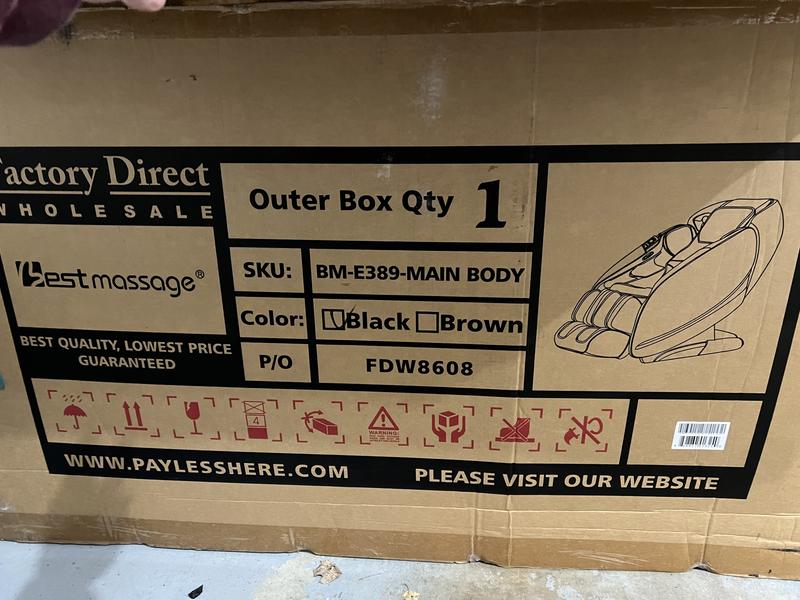 Factory Direct
WHOLESALE
Bestmassage®
BEST QUALITY, LOWEST PRICE
GUARANTEED
Outer Box Qty 1
SKU: BM-E389-MAIN BODY
Color: Black Brown
P/O FDW8608
4
WARNING:
WWW.PAYLESSHERE.COM
PLEASE VISIT OUR WEBSITE